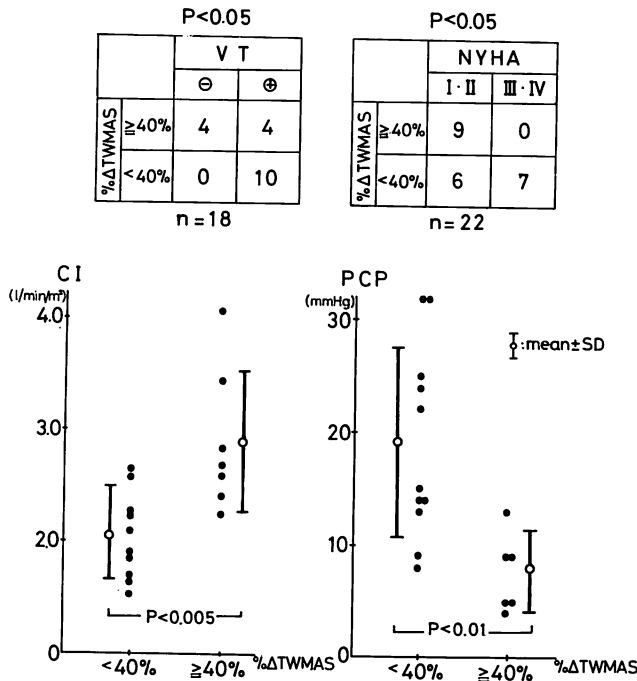 P<0.05
V T
⊖ ⊕
%ΔTWMAS
≧40% 4 4
<40% 0 10
n=18
P<0.05
NYHA
I·II III·IV
%ΔTWMAS
≧40% 9 0
<40% 6 7
n=22
CI
(l/min/m²)
4.0
3.0
2.0
0
P<0.005
<40% ≧40% %ΔTWMAS
PCP
(mmHg)
30
20
10
0
:mean±SD
P<0.01
<40% ≧40% %ΔTWMAS